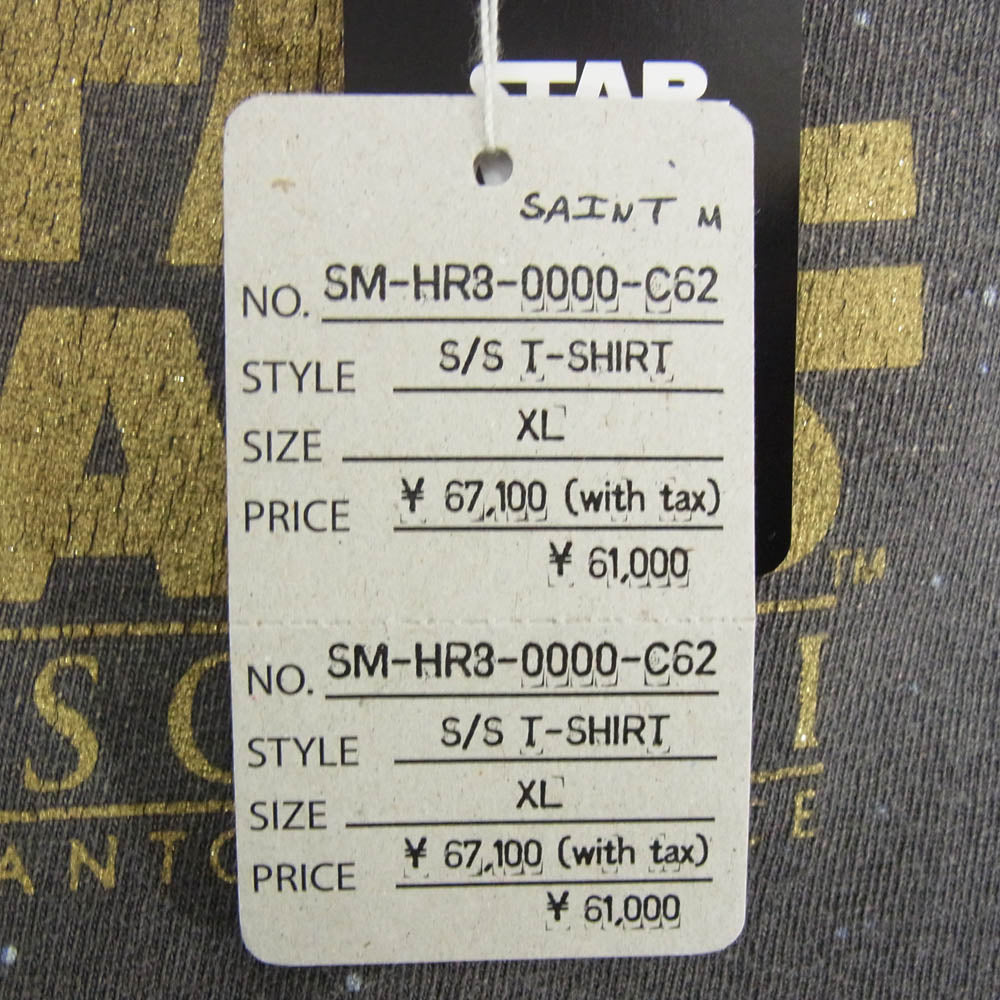 STAR
SAINT M
NO. SM-HR3-0000-C62
STYLE S/S T-SHIRT
SIZE XL
PRICE ¥ 67,100 (with tax)
¥ 61,000
TM
NO. SM-HR3-0000-C62
STYLE S/S T-SHIRT
SIZE XL
PRICE ¥ 67,100 (with tax)
¥ 61,000